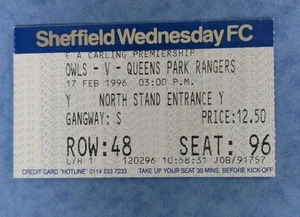 Sheffield Wednesday FC
F A CARLING PREMIERSHIP
OWLS - V - QUEENS PARK RANGERS
17 FEB 1996 03:00 P.M.
Y NORTH STAND ENTRANCE Y
GANGWAY: S PRICE: 12.50
ROW: 48 SEAT: 96
L/H 1 120296 10:58:31 JOB/91757
CREDIT CARD "HOTLINE" 0114 233 7233 TAKE UP YOUR SEAT 30 MINS. BEFORE KICK-OFF